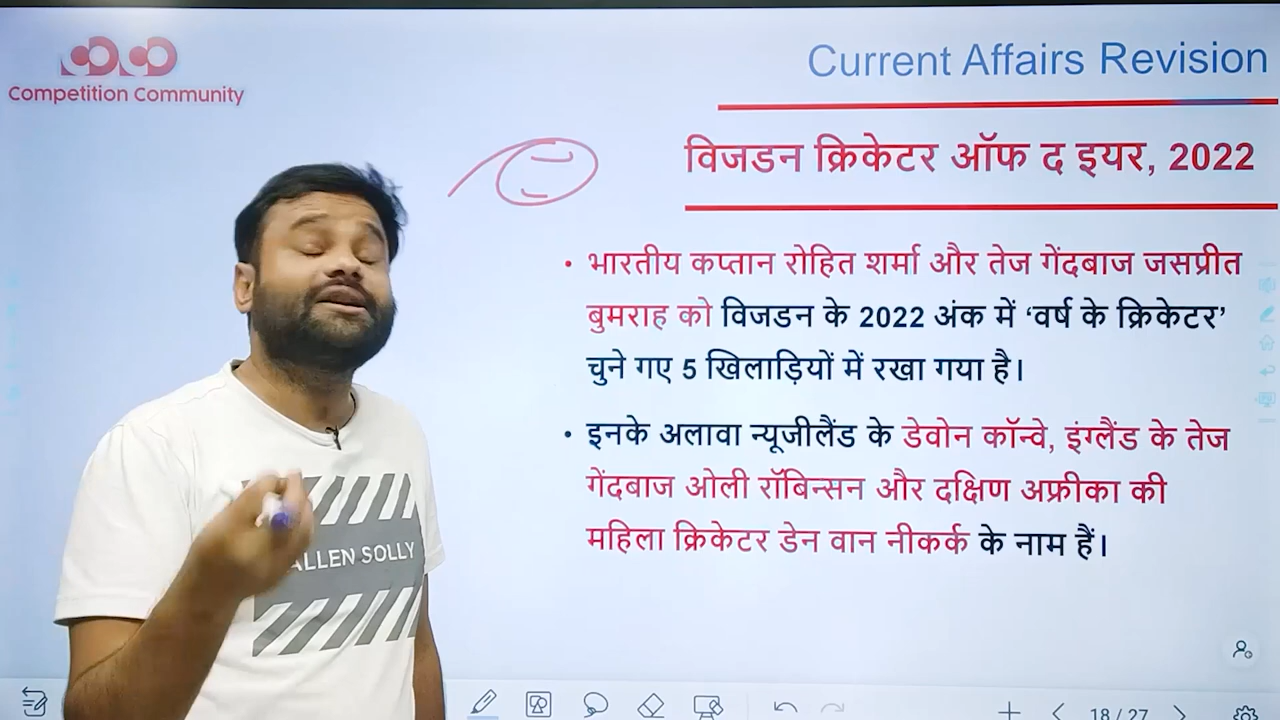 Competition Community
Current Affairs Revision
विजडन क्रिकेटर ऑफ द इयर, 2022
• भारतीय कप्तान रोहित शर्मा और तेज गेंदबाज जसप्रीत
बुमराह को विजडन के 2022 अंक में ‘वर्ष के क्रिकेटर’
चुने गए 5 खिलाड़ियों में रखा गया है।
• इनके अलावा न्यूजीलैंड के डेवोन कॉन्वे, इंग्लैंड के तेज
गेंदबाज ओली रॉबिन्सन और दक्षिण अफ्रीका की
महिला क्रिकेटर डेन वान नीकर्क के नाम हैं।
ALLEN SOLLY
18/27